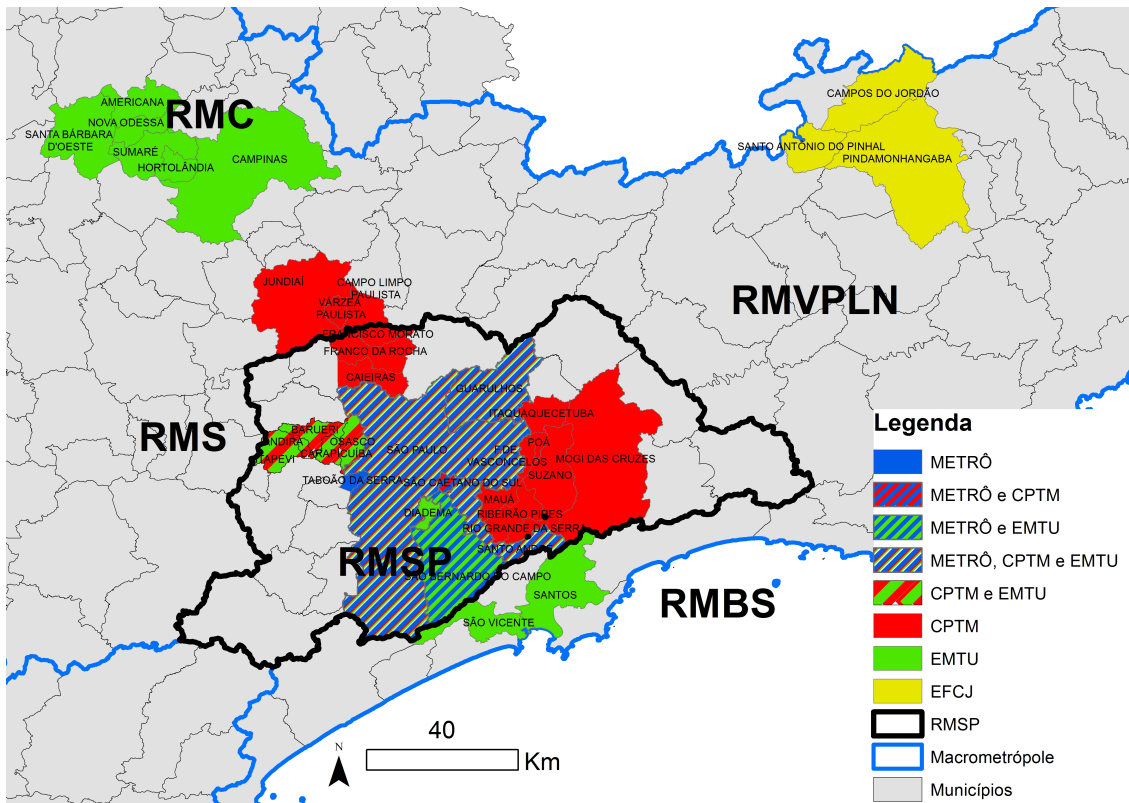 AMERICANA
RMC
NOVA ODESSA
SANTA BÁRBARA
D'OESTE
SUMARÉ
HORTOLÂNDIA
CAMPINAS
CAMPOS DO JORDÃO
SANTO ANTONIO DO PINHAL
PINDAMONHANGABA
JUNDIAÍ
CAMPO LIMPO
PAULISTA
VÁRZEA
PAULISTA
RMVPLN
FRANCISCO MORATO
FRANCO DA ROCHA
CAIEIRAS
GUARULHOS
ITAQUAQUECETUBA
RMS
BARUERI
JANDIRA
OSASCO
ITAPEVI
CARAPICUÍBA
SÃO PAULO
POÁ
F.DE
VASCONCELOS
MOGI DAS CRUZES
SUZANO
TABOÃO DA SERRA
SÃO CAETANO DO SUL
MAUÁ
DIADEMA
RIBEIRÃO PIRES
RIO GRANDE DA SERRA
SANTO ANDRÉ
RMSP
SÃO BERNARDO DO CAMPO
SANTOS
SÃO VICENTE
RMBS
Legenda
METRÔ
METRÔ e CPTM
METRÔ e EMTU
METRÔ, CPTM e EMTU
CPTM e EMTU
CPTM
EMTU
EFCJ
RMSP
Macrometrópole
Municípios
40
Km
N